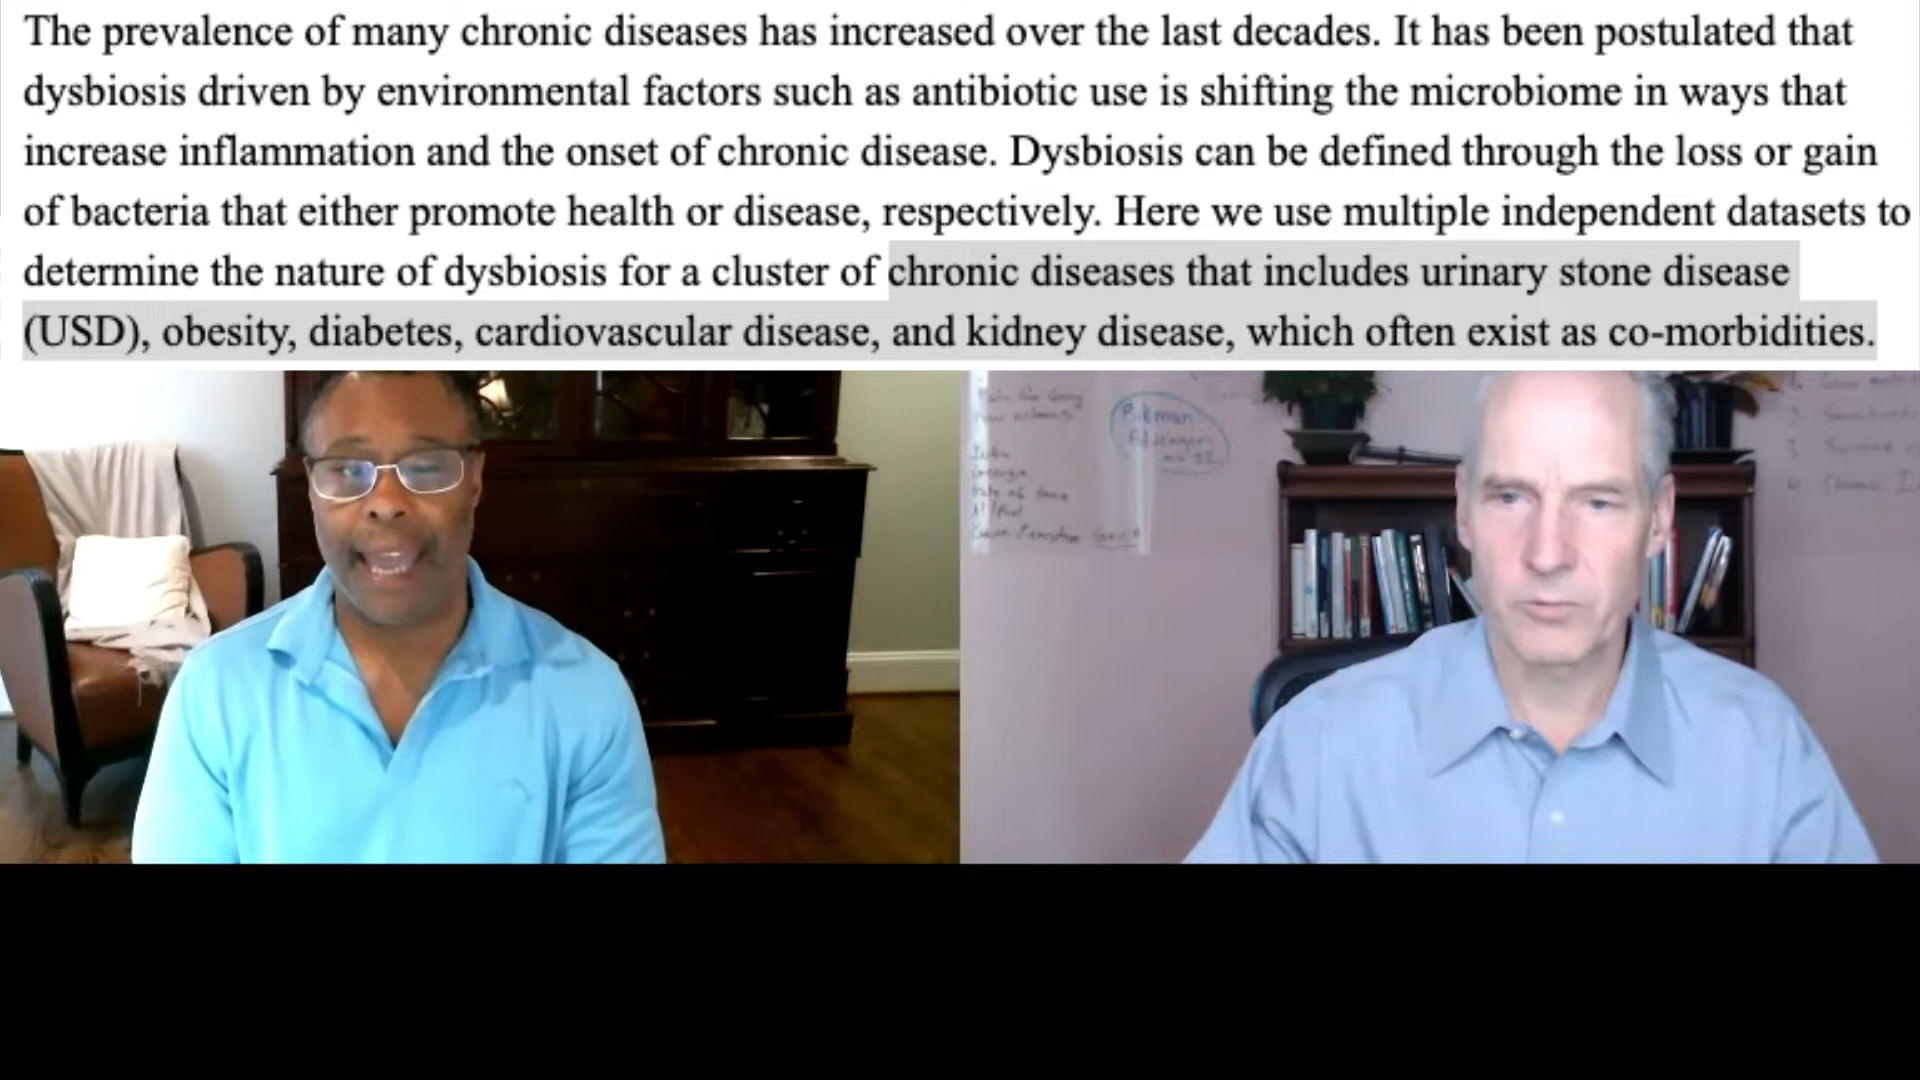 The prevalence of many chronic diseases has increased over the last decades. It has been postulated that
dysbiosis driven by environmental factors such as antibiotic use is shifting the microbiome in ways that
increase inflammation and the onset of chronic disease. Dysbiosis can be defined through the loss or gain
of bacteria that either promote health or disease, respectively. Here we use multiple independent datasets to
determine the nature of dysbiosis for a cluster of chronic diseases that includes urinary stone disease
(USD), obesity, diabetes, cardiovascular disease, and kidney disease, which often exist as co-morbidities.